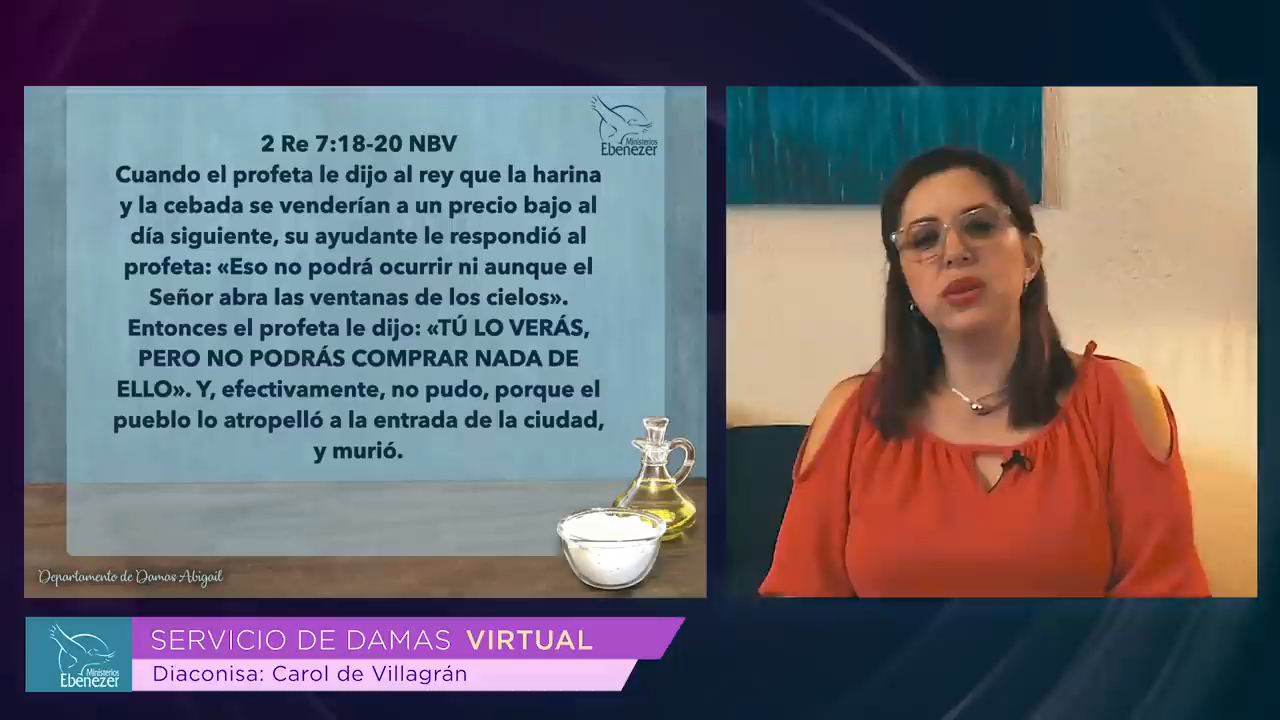 2 Re 7:18-20 NBV
Cuando el profeta le dijo al rey que la harina
y la cebada se venderían a un precio bajo al
día siguiente, su ayudante le respondió al
profeta: «Eso no podrá ocurrir ni aunque el
Señor abra las ventanas de los cielos».
Entonces el profeta le dijo: «TÚ LO VERÁS,
PERO NO PODRÁS COMPRAR NADA DE
ELLO». Y, efectivamente, no pudo, porque el
pueblo lo atropelló a la entrada de la ciudad,
y murió.
Ministerios
Ebenezer
Departamento de Damas Abigail
Ministerios
Ebenezer
SERVICIO DE DAMAS VIRTUAL
Diaconisa: Carol de Villagrán